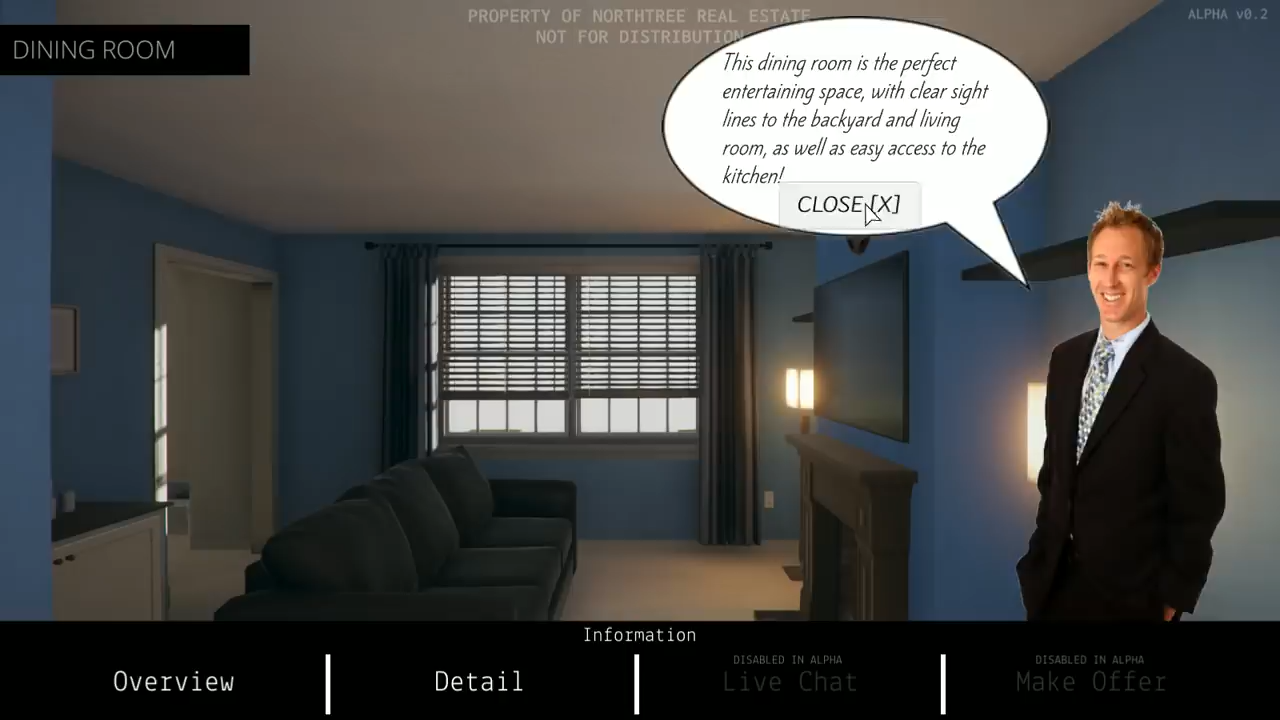 PROPERTY OF NORTHTREE REAL ESTATE
NOT FOR DISTRIBUTION
ALPHA v0.2
DINING ROOM
This dining room is the perfect
entertaining space, with clear sight
lines to the backyard and living
room, as well as easy access to the
kitchen!
CLOSE [X]
Information
Overview
Detail
DISABLED IN ALPHA
Live Chat
DISABLED IN ALPHA
Make Offer